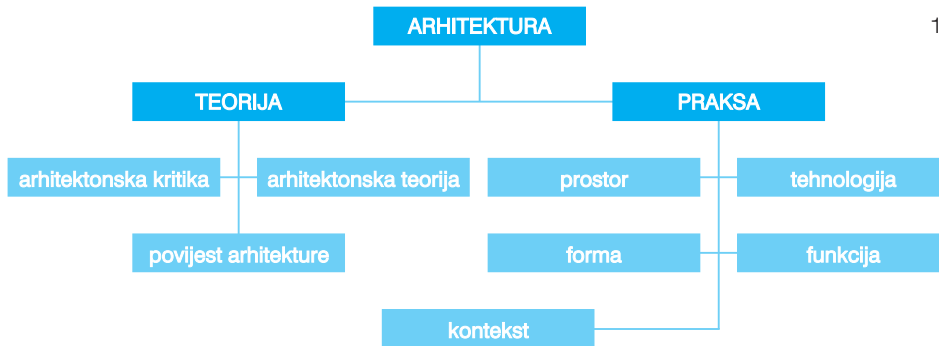 ARHITEKTURA
1
TEORIJA
PRAKSA
arhitektonska kritika
arhitektonska teorija
prostor
tehnologija
povijest arhitekture
forma
funkcija
kontekst